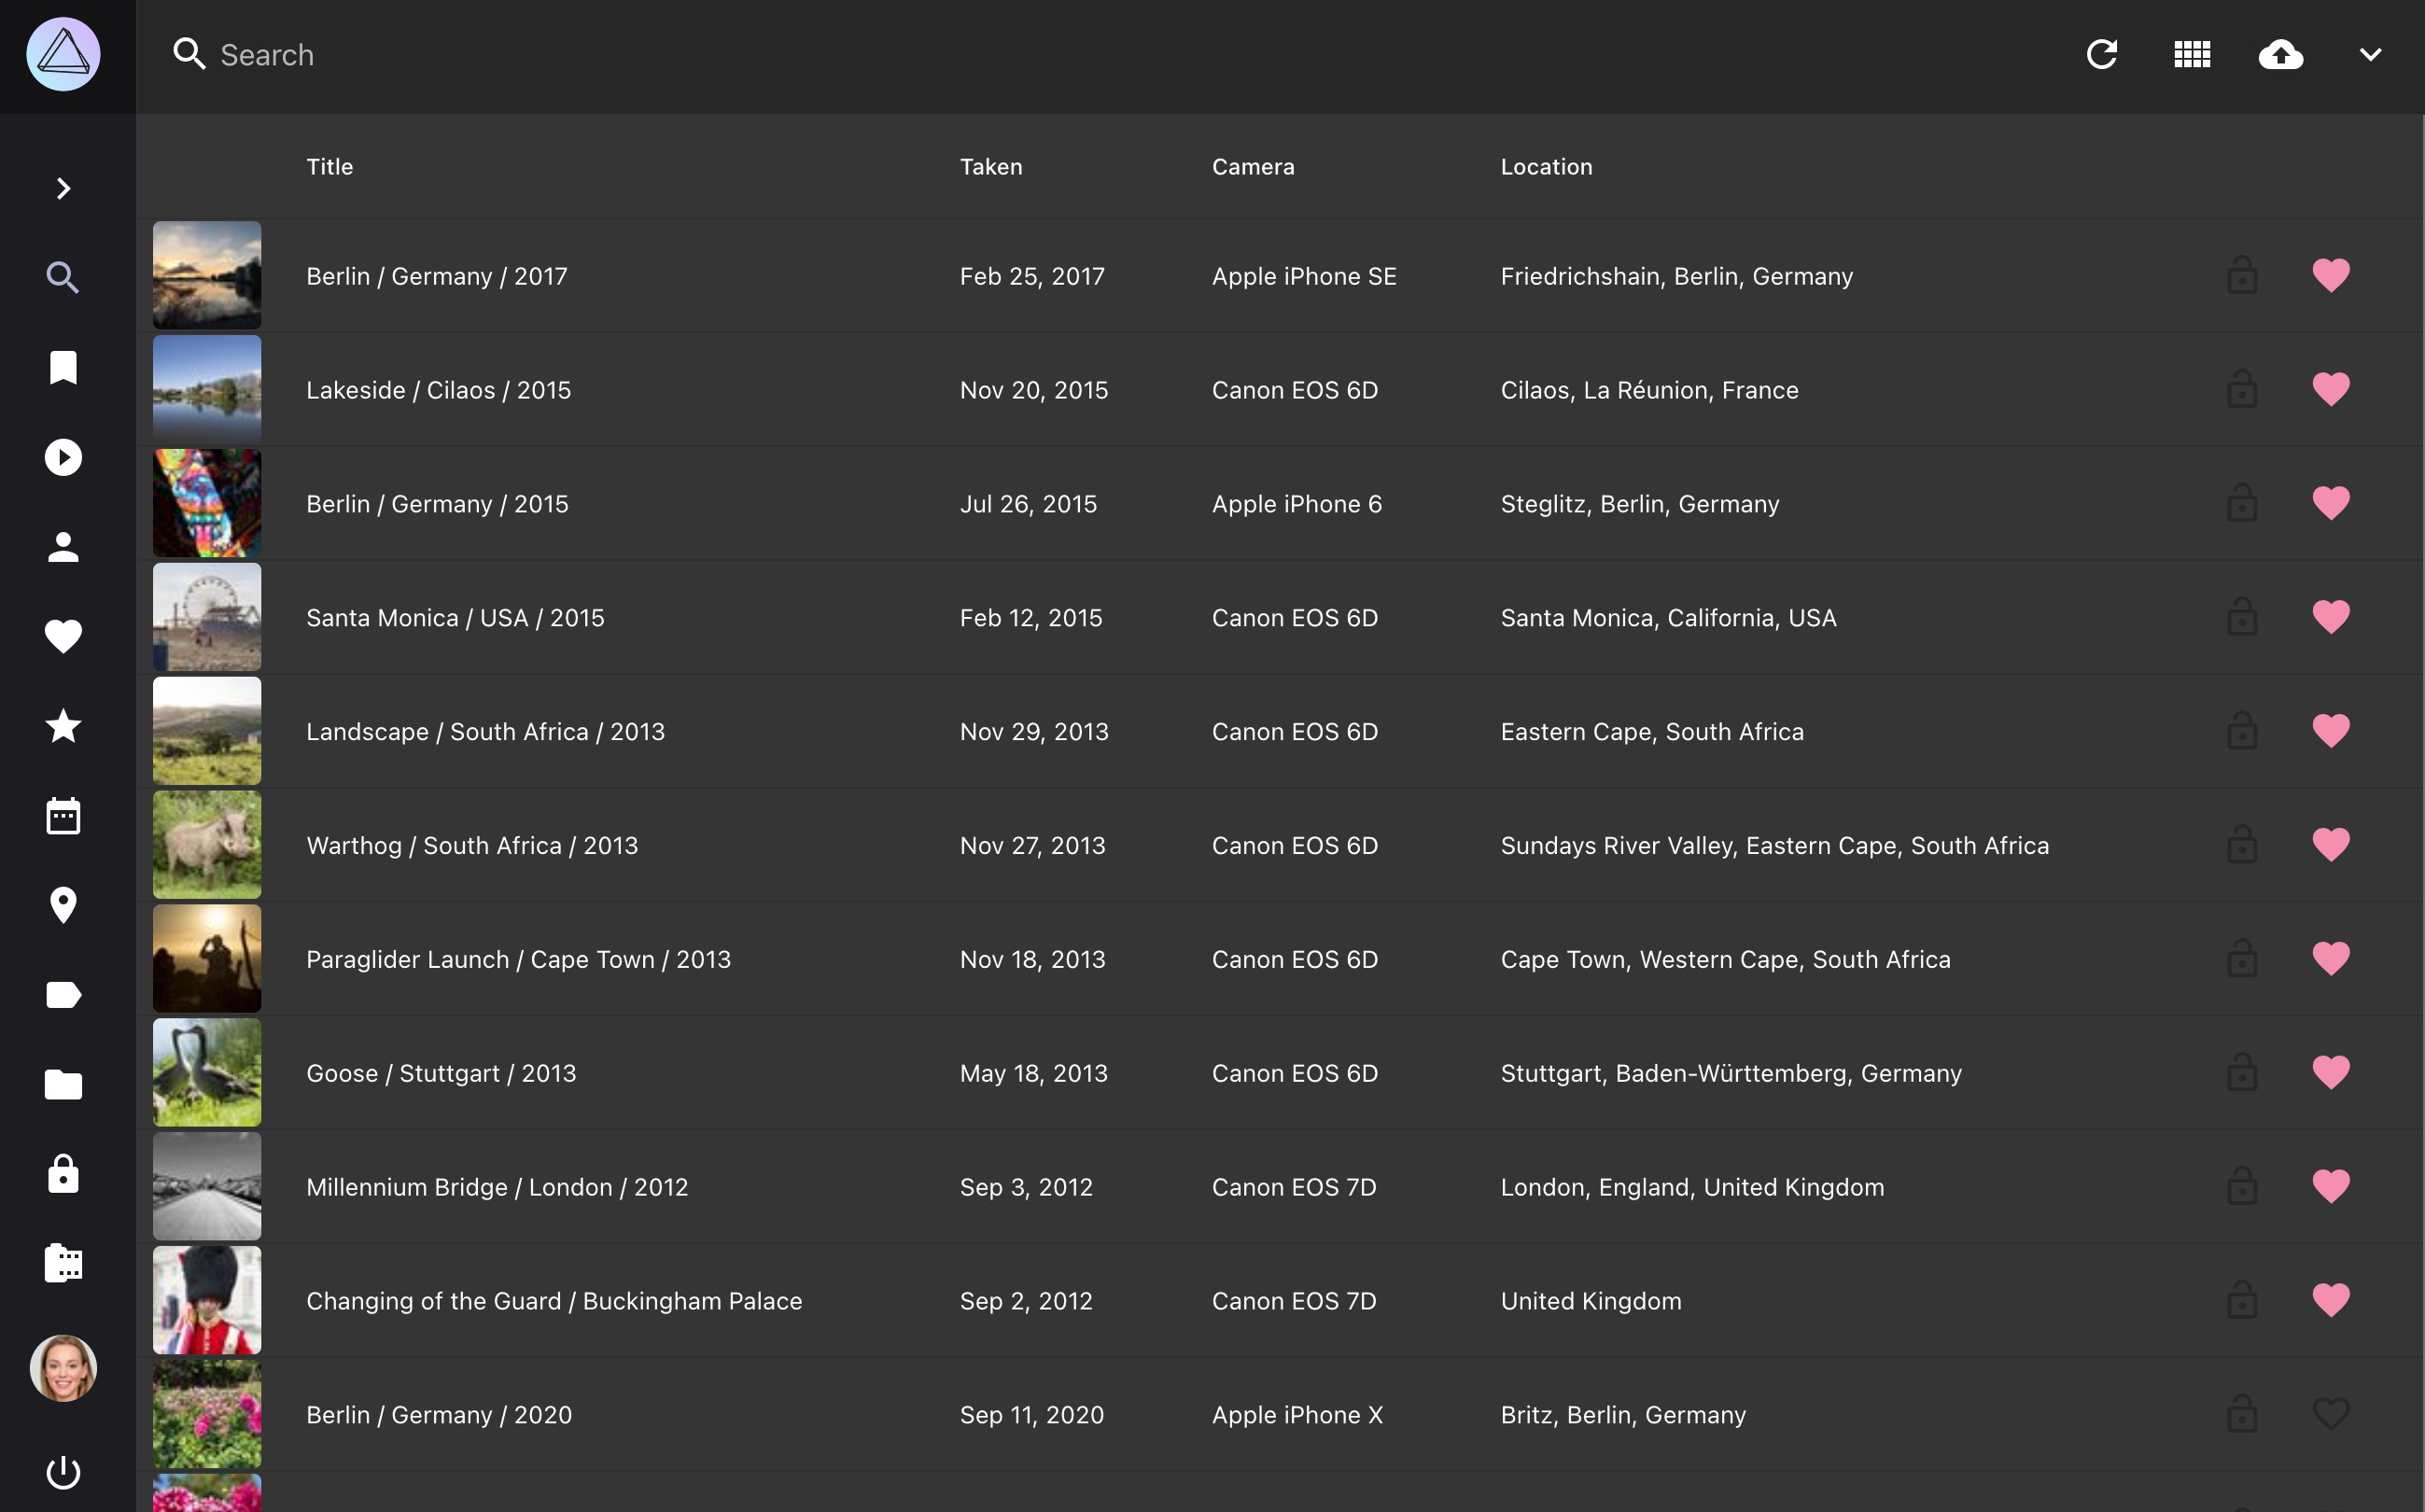 Search
Title Taken Camera Location
Berlin / Germany / 2017 Feb 25, 2017 Apple iPhone SE Friedrichshain, Berlin, Germany
Lakeside / Cilaos / 2015 Nov 20, 2015 Canon EOS 6D Cilaos, La Réunion, France
Berlin / Germany / 2015 Jul 26, 2015 Apple iPhone 6 Steglitz, Berlin, Germany
Santa Monica / USA / 2015 Feb 12, 2015 Canon EOS 6D Santa Monica, California, USA
Landscape / South Africa / 2013 Nov 29, 2013 Canon EOS 6D Eastern Cape, South Africa
Warthog / South Africa / 2013 Nov 27, 2013 Canon EOS 6D Sundays River Valley, Eastern Cape, South Africa
Paraglider Launch / Cape Town / 2013 Nov 18, 2013 Canon EOS 6D Cape Town, Western Cape, South Africa
Goose / Stuttgart / 2013 May 18, 2013 Canon EOS 6D Stuttgart, Baden-Württemberg, Germany
Millennium Bridge / London / 2012 Sep 3, 2012 Canon EOS 7D London, England, United Kingdom
Changing of the Guard / Buckingham Palace Sep 2, 2012 Canon EOS 7D United Kingdom
Berlin / Germany / 2020 Sep 11, 2020 Apple iPhone X Britz, Berlin, Germany